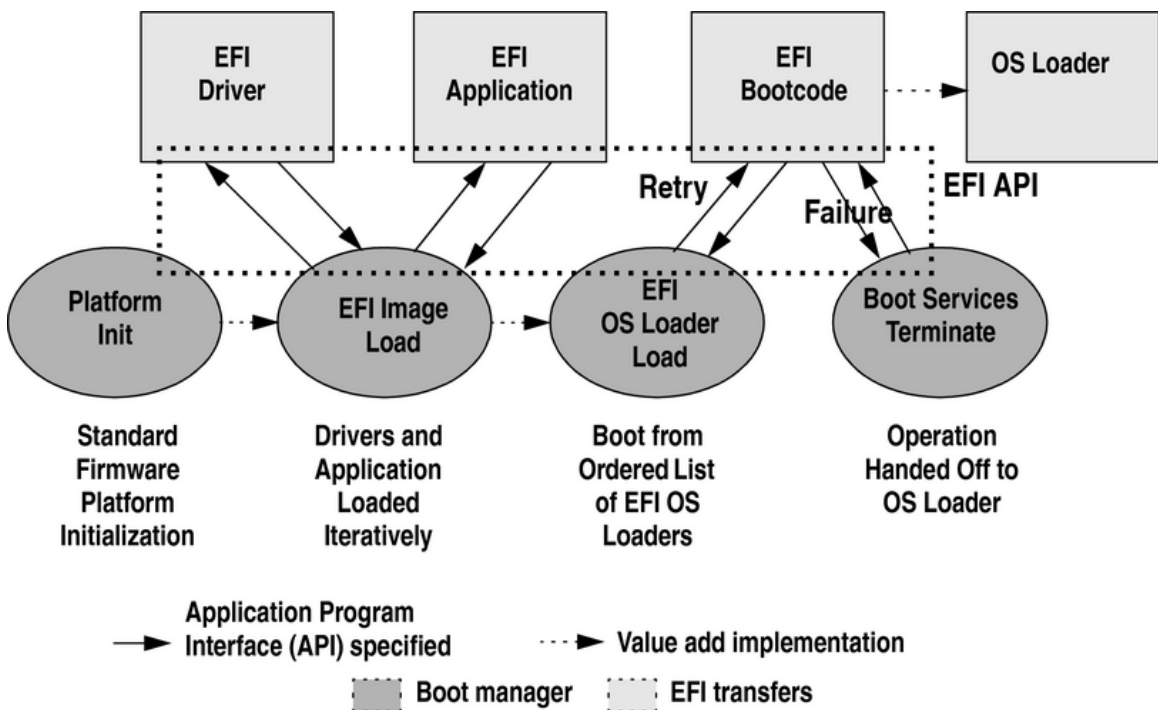 EFI
Driver
EFI
Application
EFI
Bootcode
OS Loader
Retry
Failure
EFI API
Platform
Init
EFI Image
Load
EFI
OS Loader
Load
Boot Services
Terminate
Standard
Firmware
Platform
Initialization
Drivers and
Application
Loaded
Iteratively
Boot from
Ordered List
of EFI OS
Loaders
Operation
Handed Off to
OS Loader
Application Program
Interface (API) specified
Value add implementation
Boot manager
EFI transfers